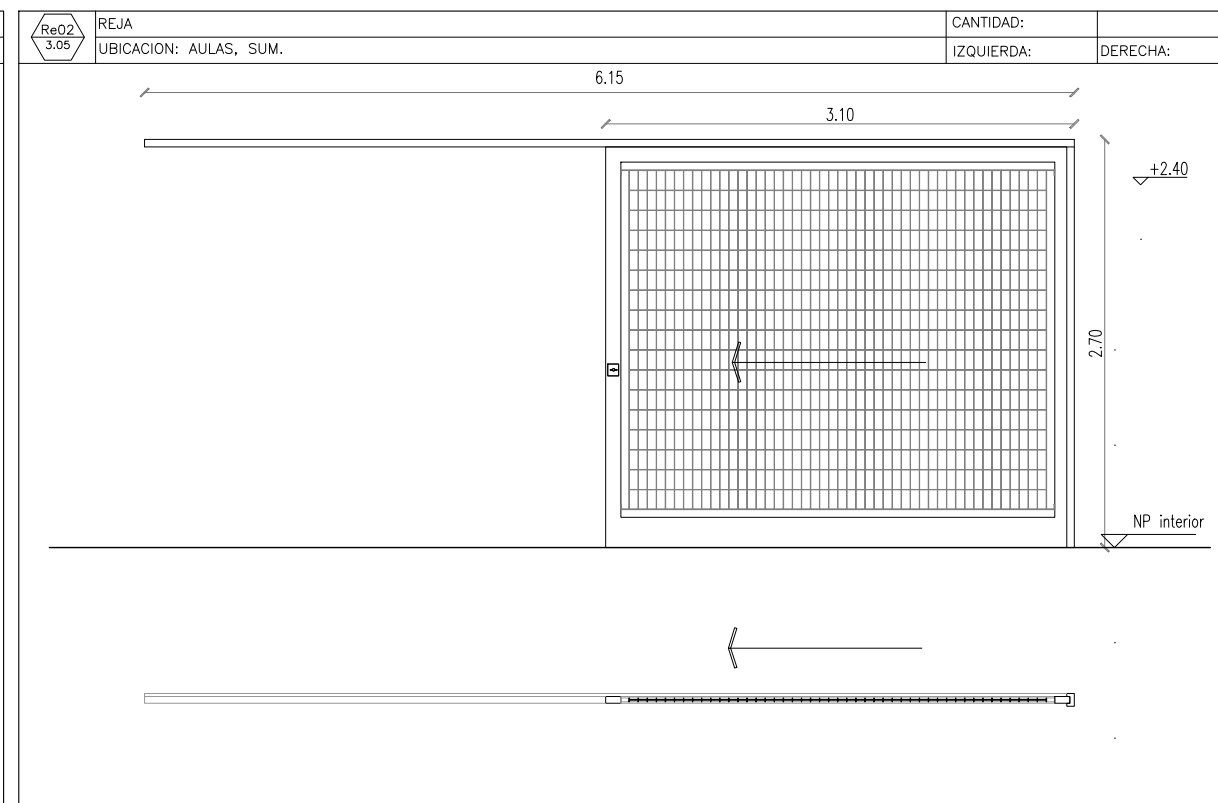 Re02
3.05
REJA
CANTIDAD:
UBICACION: AULAS, SUM.
IZQUIERDA:
DERECHA:
6.15
3.10
+2.40
2.70
NP interior